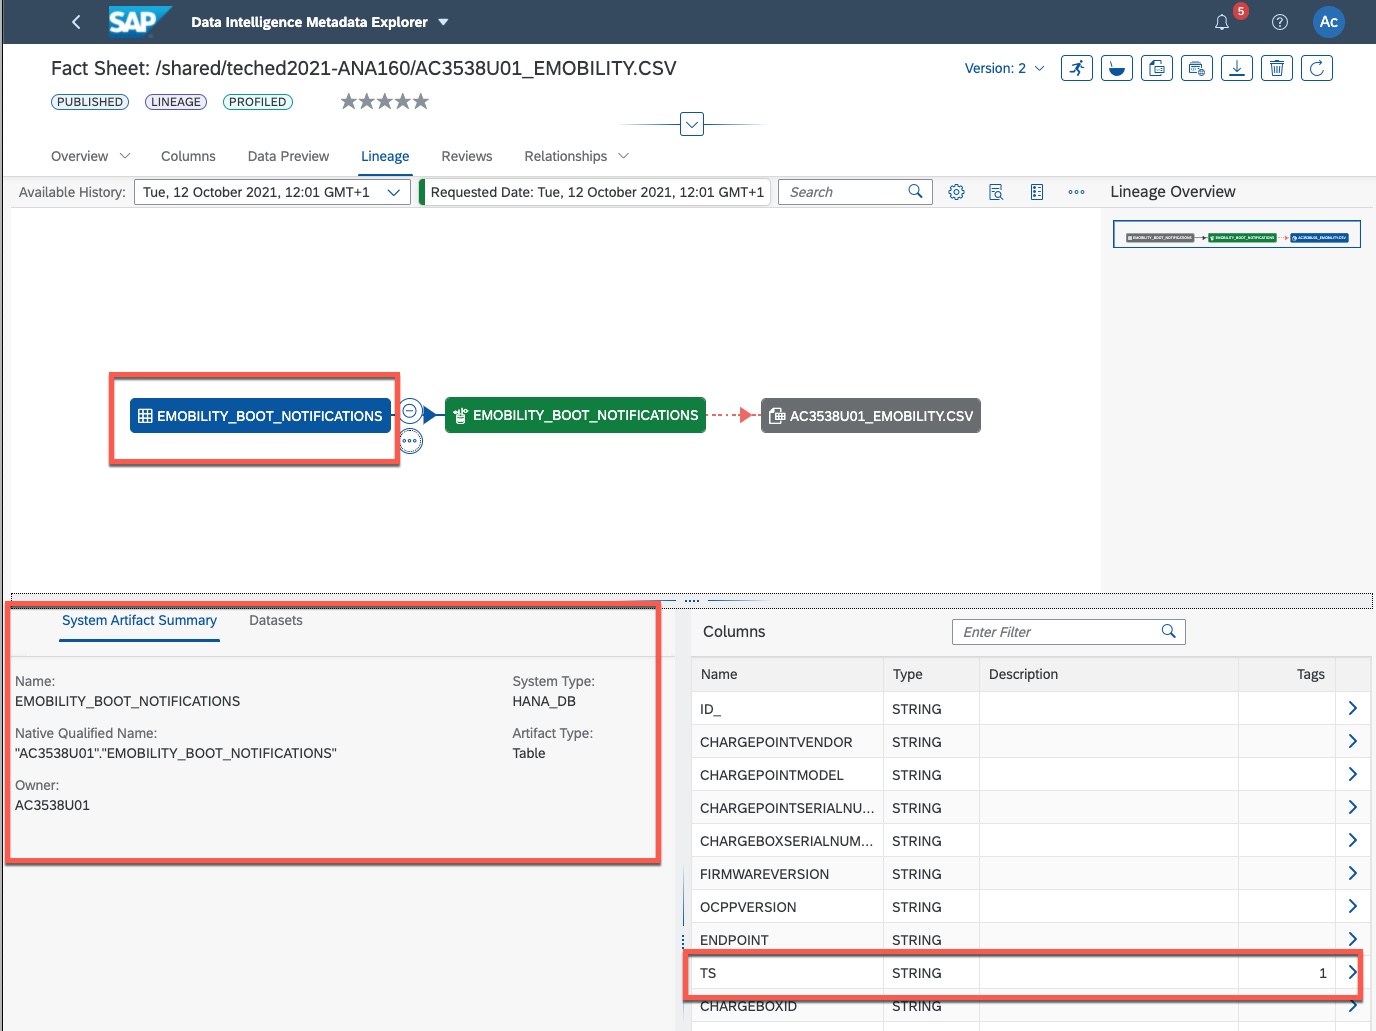 SAP Data Intelligence Metadata Explorer 5 Ac
Fact Sheet: /shared/teched2021-ANA160/AC3538U01_EMOBILITY.CSV Version: 2
PUBLISHED LINEAGE PROFILED
Overview Columns Data Preview Lineage Reviews Relationships
Available History: Tue, 12 October 2021, 12:01 GMT+1 Requested Date: Tue, 12 October 2021, 12:01 GMT+1 Search Lineage Overview
EMOBILITY_BOOT_NOTIFICATIONS EMOBILITY_BOOT_NOTIFICATIONS AC3538U01_EMOBILITY.CSV
EMOBILITY_BOOT_NOTIFICATIONS EMOBILITY_BOOT_NOTIFICATIONS AC3538U01_EMOBILITY.CSV
System Artifact Summary Datasets
Name:
EMOBILITY_BOOT_NOTIFICATIONS
System Type:
HANA_DB
Native Qualified Name:
"AC3538U01"."EMOBILITY_BOOT_NOTIFICATIONS"
Artifact Type:
Table
Owner:
AC3538U01
Columns Enter Filter
Name Type Description Tags
ID_ STRING
CHARGEPOINTVENDOR STRING
CHARGEPOINTMODEL STRING
CHARGEPOINTSERIALNU... STRING
CHARGEBOXSERIALNUM... STRING
FIRMWAREVERSION STRING
OCPPVERSION STRING
ENDPOINT STRING
TS STRING 1
CHARGEBOXID STRING